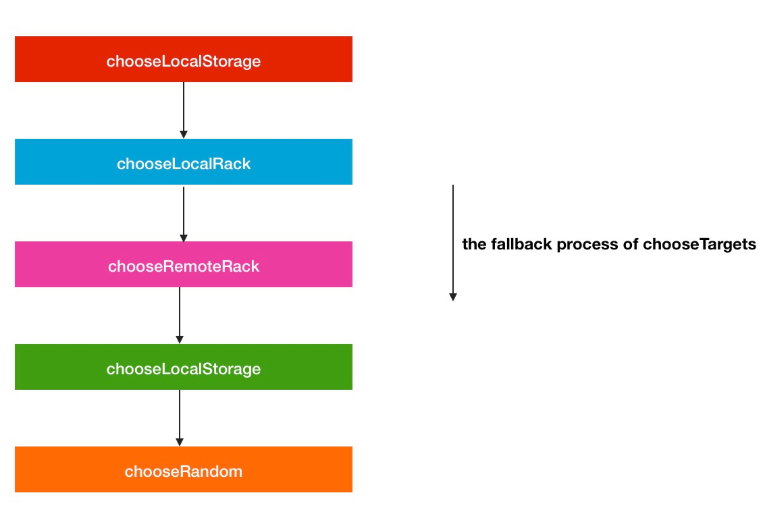 chooseLocalStorage
chooseLocalRack
the fallback process of chooseTargets
chooseRemoteRack
chooseLocalStorage
chooseRandom